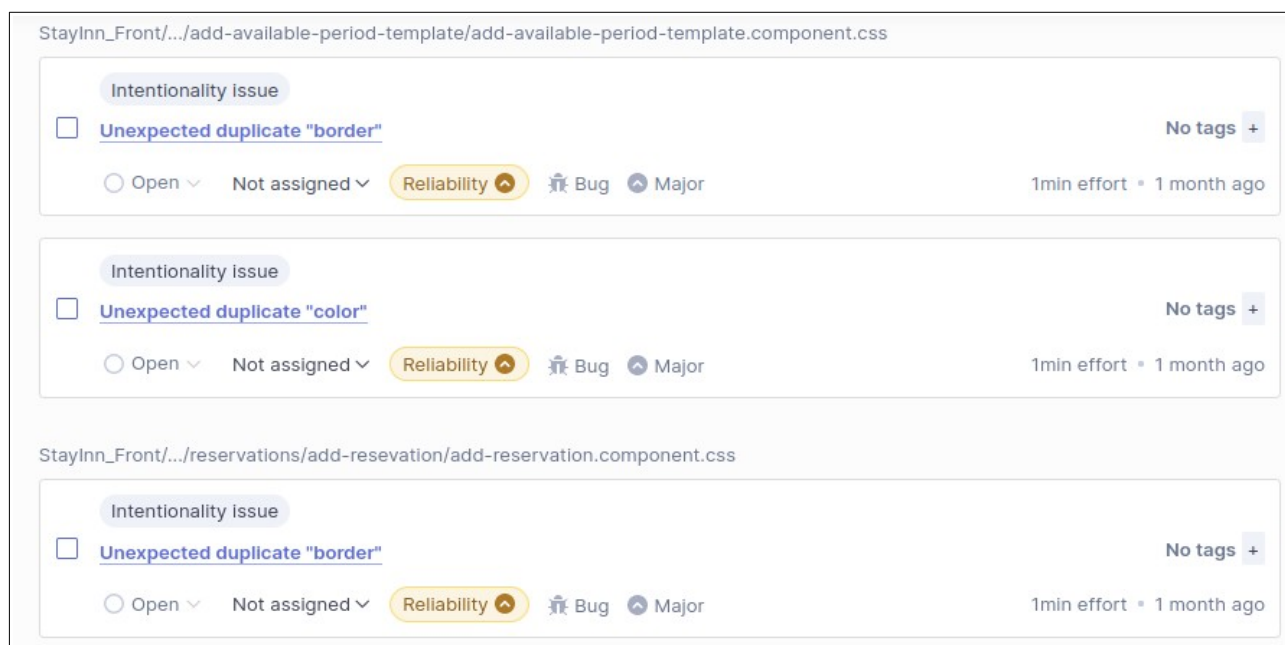 StayInn_Front/.../add-available-period-template/add-available-period-template.component.css
Intentionality issue
Unexpected duplicate "border"
No tags +
Open Not assigned Reliability Bug Major 1min effort • 1 month ago
Intentionality issue
Unexpected duplicate "color"
No tags +
Open Not assigned Reliability Bug Major 1min effort • 1 month ago
StayInn_Front/.../reservations/add-resevation/add-reservation.component.css
Intentionality issue
Unexpected duplicate "border"
No tags +
Open Not assigned Reliability Bug Major 1min effort • 1 month ago